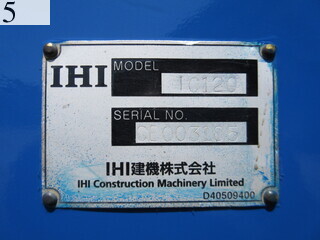 5
IHI
MODEL
IC120
SERIAL NO.
IHI建機株式会社
IHI Construction Machinery Limited
D40509400